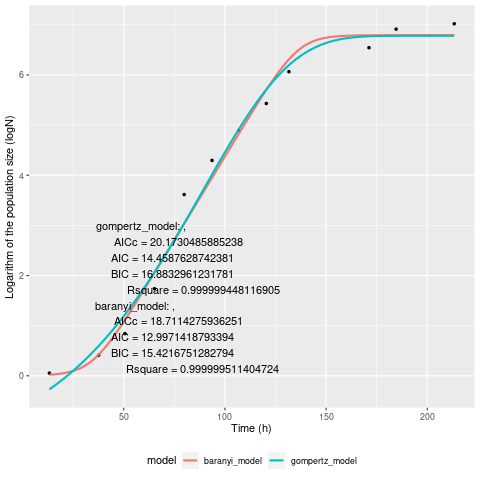 6
4
2
0
Logarithm of the population size (logN)
gompertz_model: ,
AICc = 20.1730485885238
AIC = 14.4587628742381
BIC = 16.8832961231781
Rsquare = 0.999999448116905
baranyi_model: ,
AICc = 18.7114275936251
AIC = 12.9971418793394
BIC = 15.4216751282794
Rsquare = 0.999999511404724
50
100
150
200
Time (h)
model
baranyi_model
gompertz_model